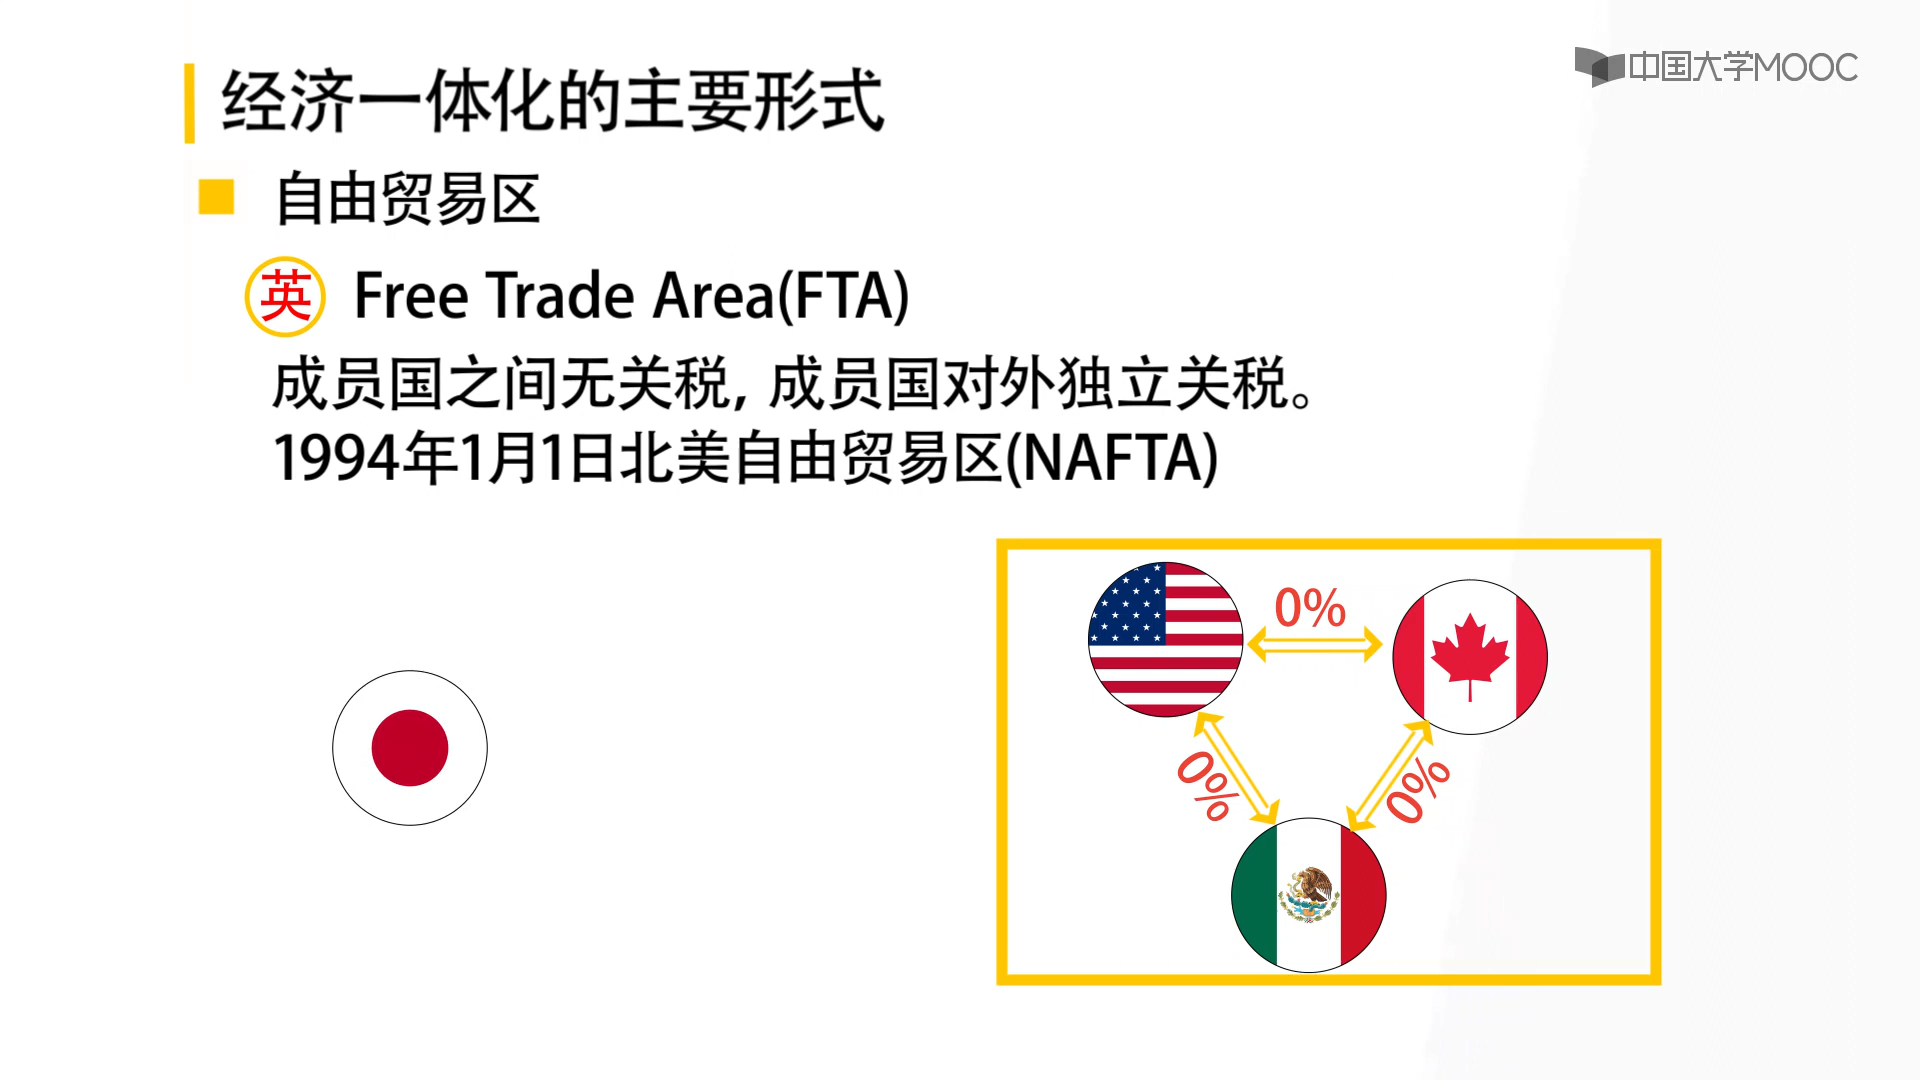 中国大学MOOC
经济一体化的主要形式
自由贸易区
英 Free Trade Area(FTA)
成员国之间无关税, 成员国对外独立关税。
1994年1月1日北美自由贸易区(NAFTA)
0%
0%
0%